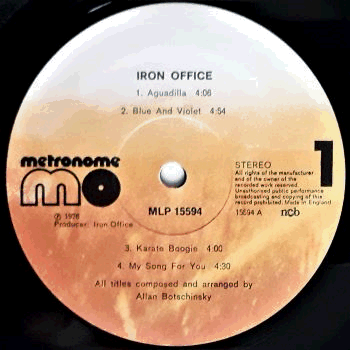 IRON OFFICE
1. Aguadilla 4:06
2. Blue And Violet 4:54
metronome
mo
℗ 1976
Producer: Iron Office
MLP 15594
STEREO
All rights of the manufacturer
and of the owner of the
recorded work reserved.
Unauthorised public performance
broadcasting and copying of this
record prohibited. Made in England
15594 A ncb
1
3. Karate Boogie 4:00
4. My Song For You 4:30
All titles composed and arranged by
Allan Botschinsky